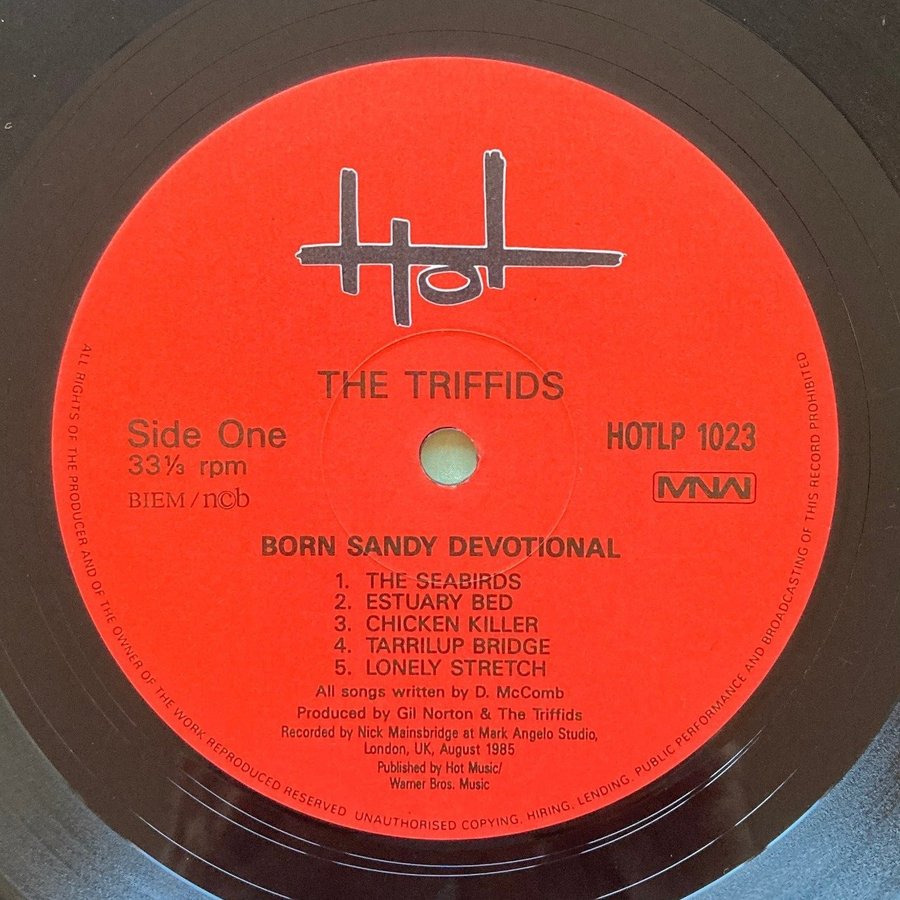 Hot
THE TRIFFIDS
Side One
33⅓ rpm
BIEM / n©b
HOTLP 1023
MNW
BORN SANDY DEVOTIONAL
1. THE SEABIRDS
2. ESTUARY BED
3. CHICKEN KILLER
4. TARRILUP BRIDGE
5. LONELY STRETCH
All songs written by D. McComb
Produced by Gil Norton & The Triffids
Recorded by Nick Mainsbridge at Mark Angelo Studio,
London, UK, August 1985
Published by Hot Music/
Warner Bros. Music
ALL RIGHTS OF THE PRODUCER AND OF THE OWNER OF THE WORK REPRODUCED RESERVED UNAUTHORISED COPYING, HIRING, LENDING, PUBLIC PERFORMANCE AND BROADCASTING OF THIS RECORD PROHIBITED